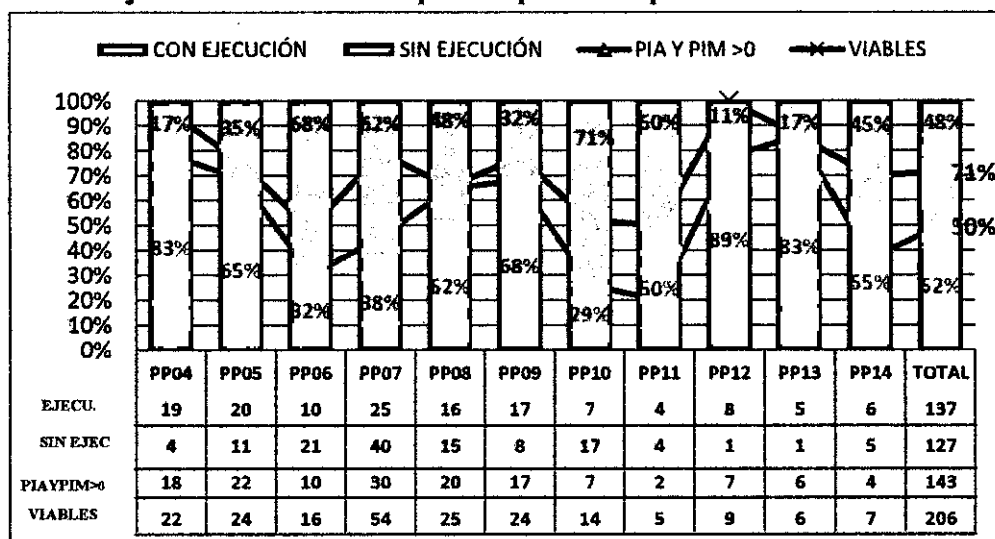 CON EJECUCIÓN SIN EJECUCIÓN PIA Y PIM >0 VIABLES
100% 17% 35% 68% 62% 48% 32% 71% 50% 11% 17% 45% 48%
90%
80%
70% 71%
60%
50% 50%
40% 83% 65% 32% 38% 52% 68% 29% 50% 89% 83% 55% 52%
30%
20%
10%
0%
PP04 PP05 PP06 PP07 PP08 PP09 PP10 PP11 PP12 PP13 PP14 TOTAL
EJECU. 19 20 10 25 16 17 7 4 8 5 6 137
SIN EJEC 4 11 21 40 15 8 17 4 1 1 5 127
PIAYPIM>0 18 22 10 30 20 17 7 2 7 6 4 143
VIABLES 22 24 16 54 25 24 14 5 9 6 7 206